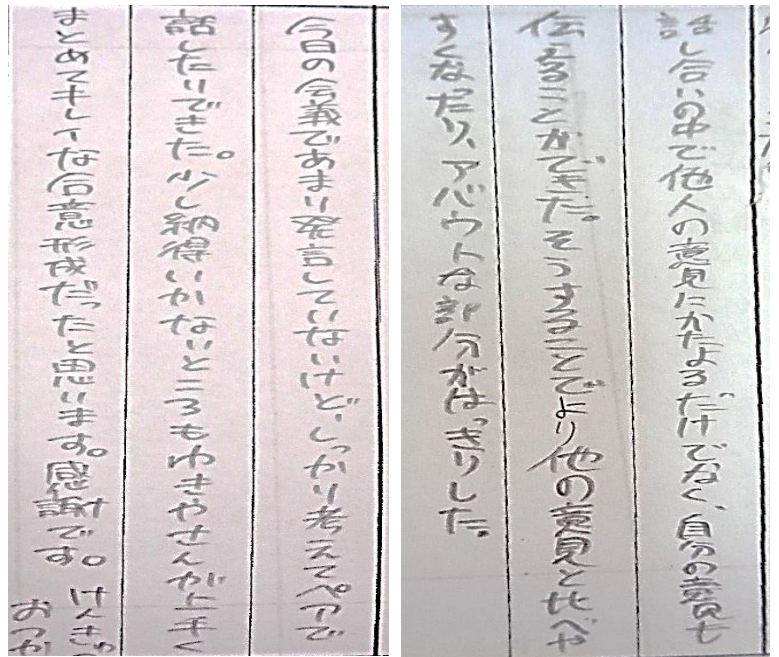 話し合いの中で他人の意見にかたよるだけでなく、自分の意見も
伝えることができた。そうすることでより他の意見と比べや
すくなったり、アバウトな部分がはっきりした。
今日の会議であまり発言していないけど、しっかり考えてペアで
話したりできた。少し納得いかないところもゆきやさんが上手く
まとめてキレイな合意形成だったと思います。感謝です。